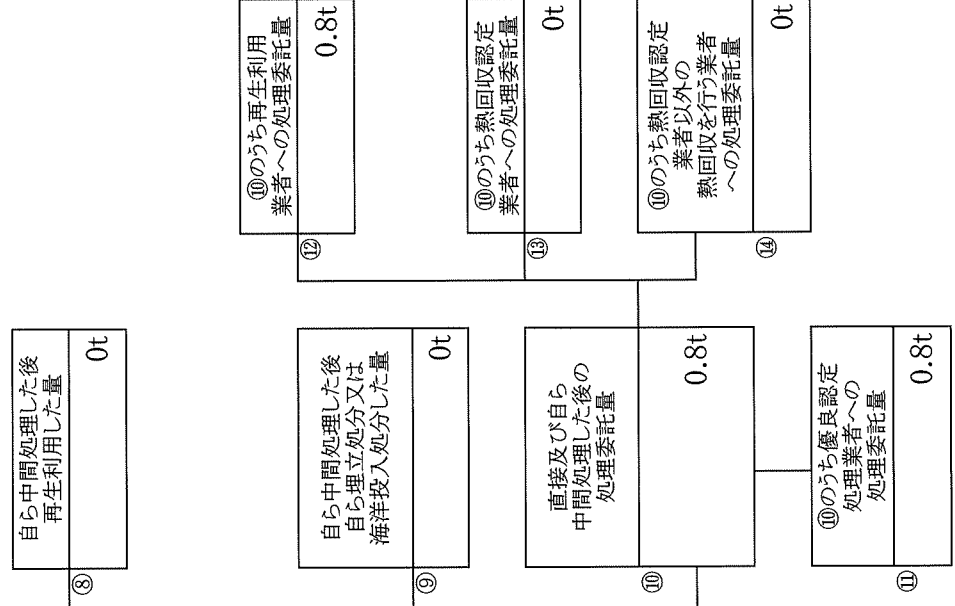 ⑧
自ら中間処理した後
再生利用した量
0t
⑨
自ら中間処理した後
自ら埋立処分又は
海洋投入処分した量
0t
⑩
直接及び自ら
中間処理した後の
処理委託量
0.8t
⑪
⑩のうち優良認定
処理業者への
処理委託量
0.8t
⑫
⑩のうち再生利用
業者への処理委託量
0.8t
⑬
⑩のうち熱回収認定
業者への処理委託量
0t
⑭
⑩のうち熱回収認定
業者以外の
熱回収を行う業者
への処理委託量
0t